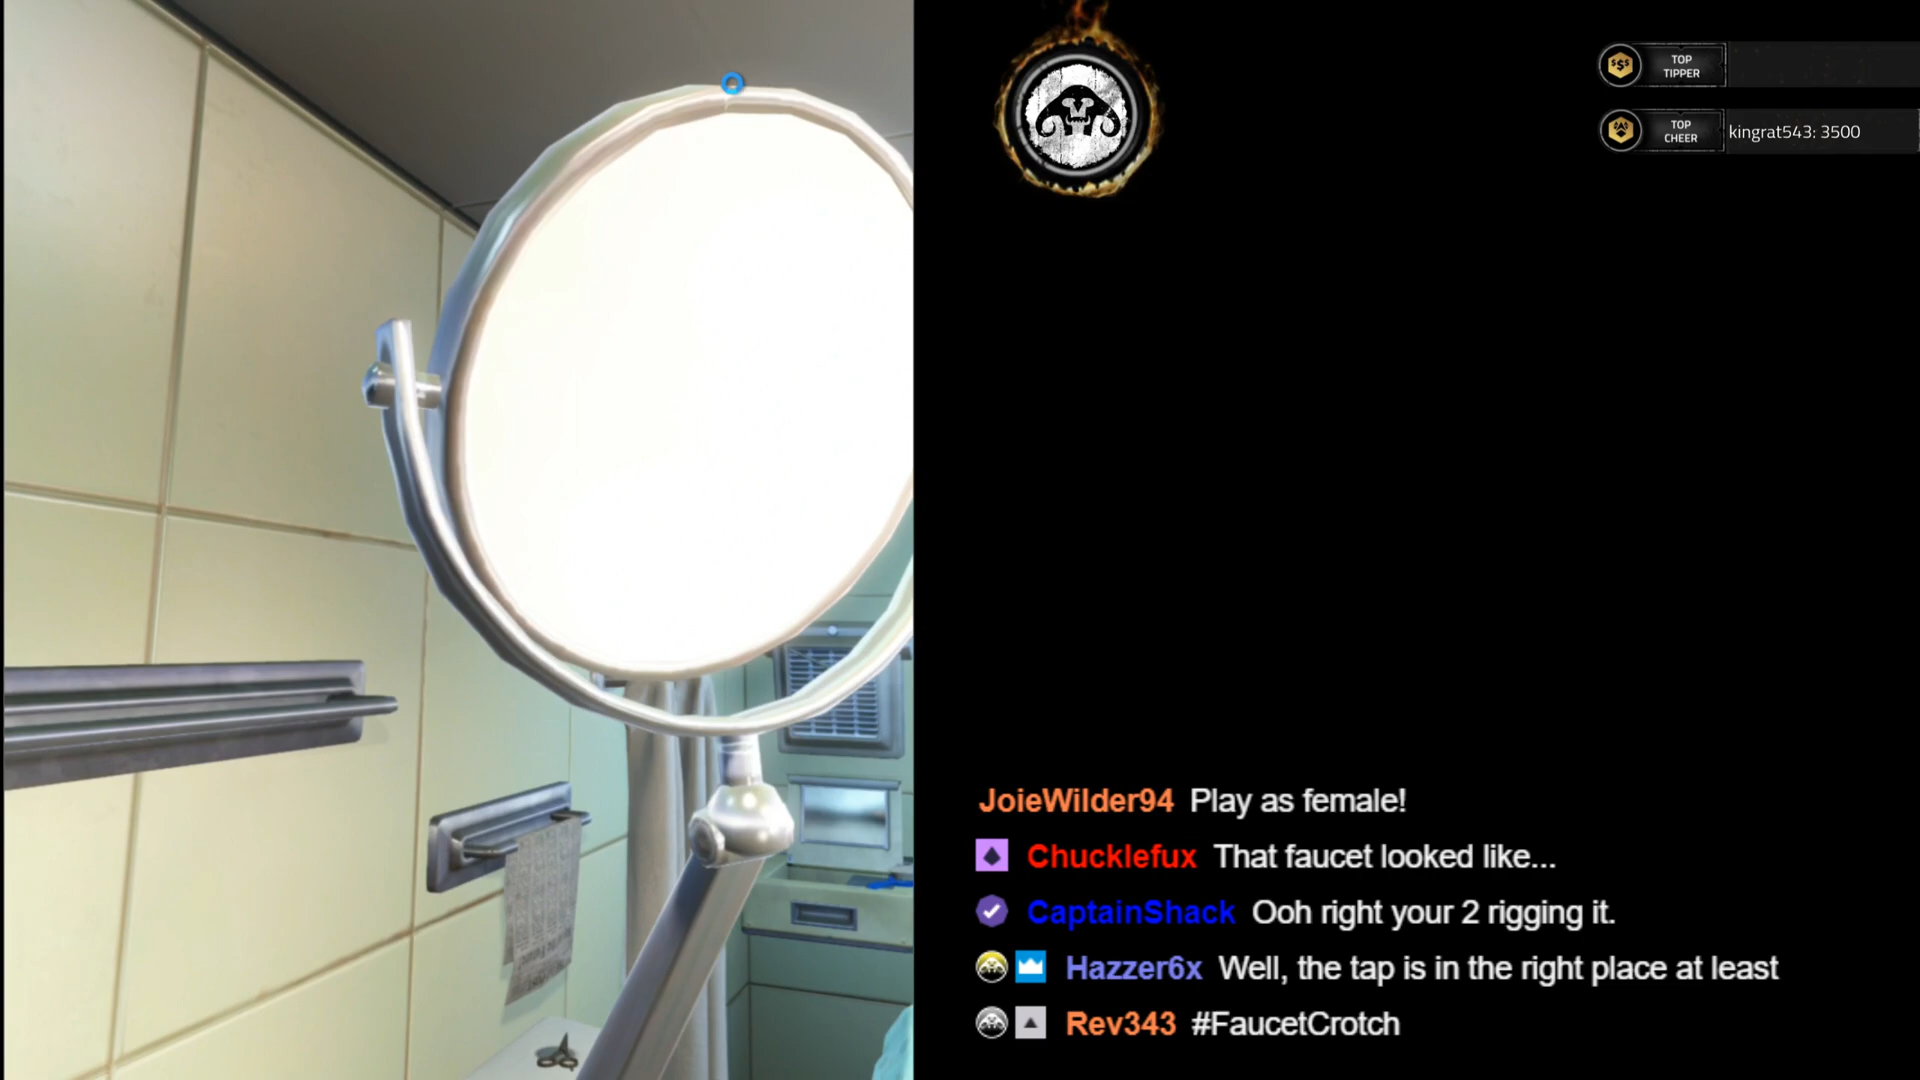 TOP
TIPPER
TOP
CHEER
kingrat543: 3500
JoieWilder94 Play as female!
Chucklefux That faucet looked like...
CaptainShack Ooh right your 2 rigging it.
Hazzer6x Well, the tap is in the right place at least
Rev343 #FaucetCrotch